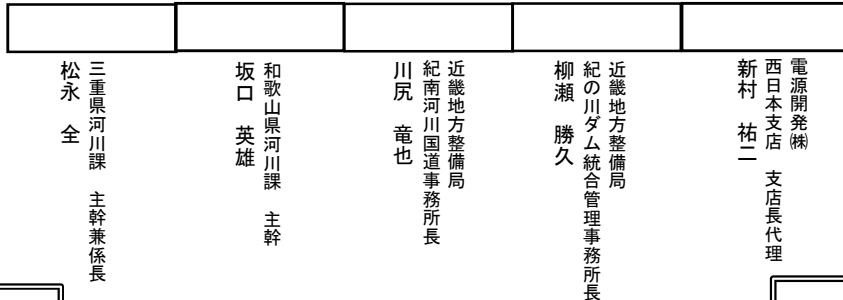 電源開発㈱
西日本支店　支店長代理
新村　祐二
近畿地方整備局
紀の川ダム統合管理事務所長
柳瀬　勝久
近畿地方整備局
紀南河川国道事務所長
川尻　竜也
和歌山県河川課　主幹
坂口　英雄
三重県河川課　主幹兼係長
松永　全